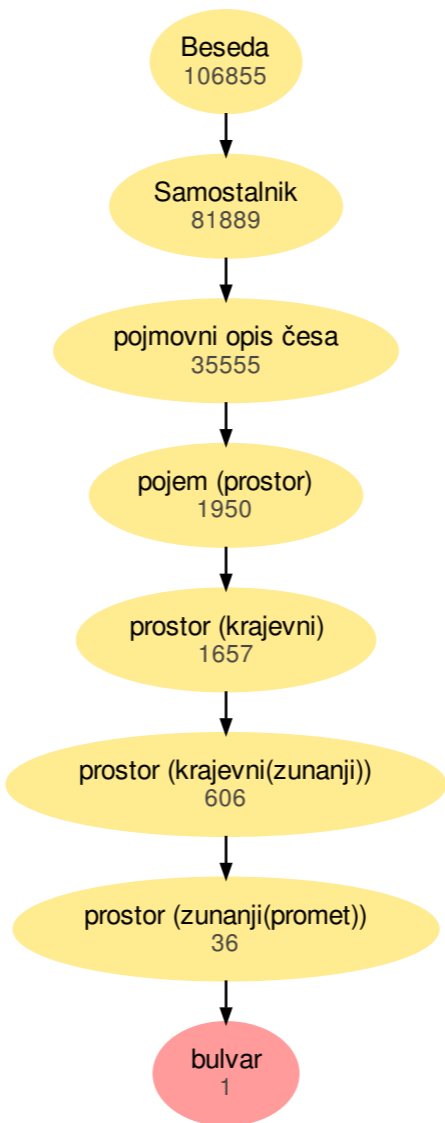 Beseda
106855
Samostalnik
81889
pojmovni opis česa
35555
pojem (prostor)
1950
prostor (krajevni)
1657
prostor (krajevni(zunanji))
606
prostor (zunanji(promet))
36
bulvar
1